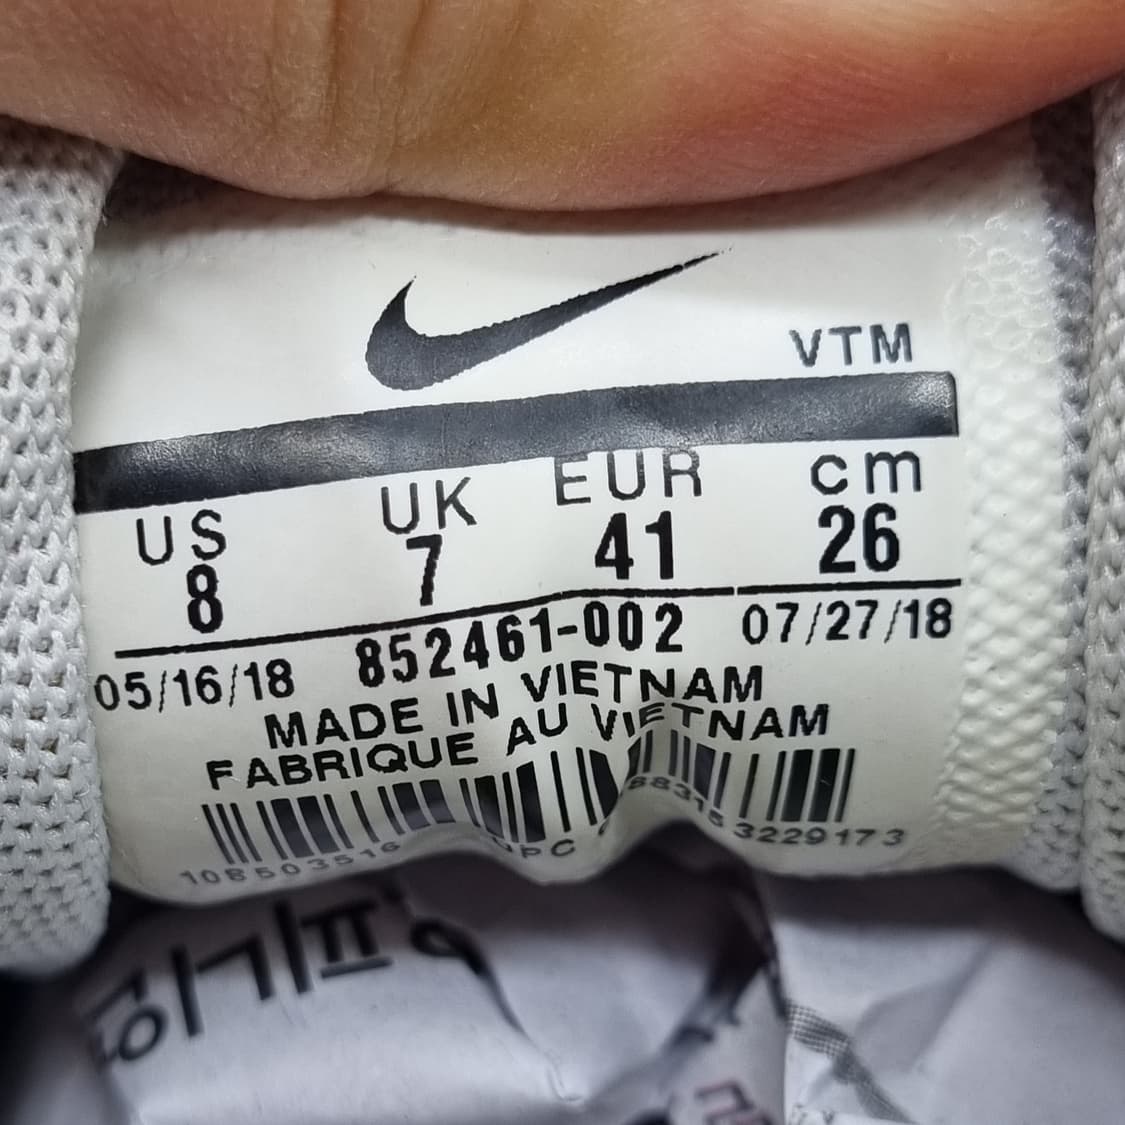 VTM
US UK EUR cm
8 7 41 26
05/16/18 852461-002 07/27/18
MADE IN VIETNAM
FABRIQUE AU VIETNAM
UPC